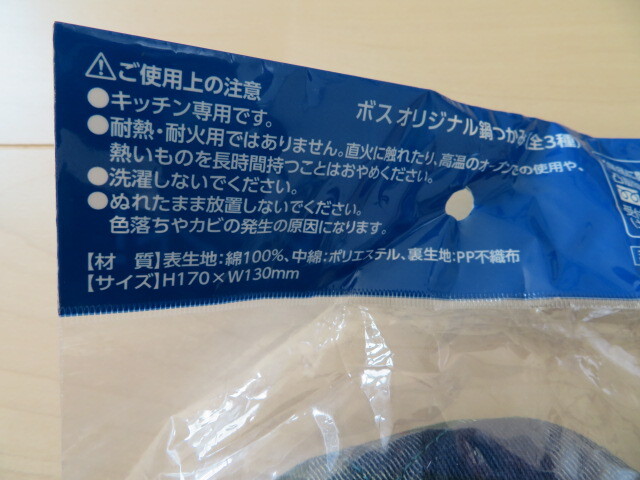 ⚠ご使用上の注意
ボスオリジナル鍋つかみ(全3種)
●キッチン専用です。
●耐熱・耐火用ではありません。直火に触れたり、高温のオーブンでの使用や、
熱いものを長時間持つことはおやめください。
●洗濯しないでください。
●ぬれたまま放置しないでください。
色落ちやカビの発生の原因になります。
【材 質】表生地:綿100%、中綿:ポリエステル、裏生地:PP不織布
【サイズ】H170×W130mm